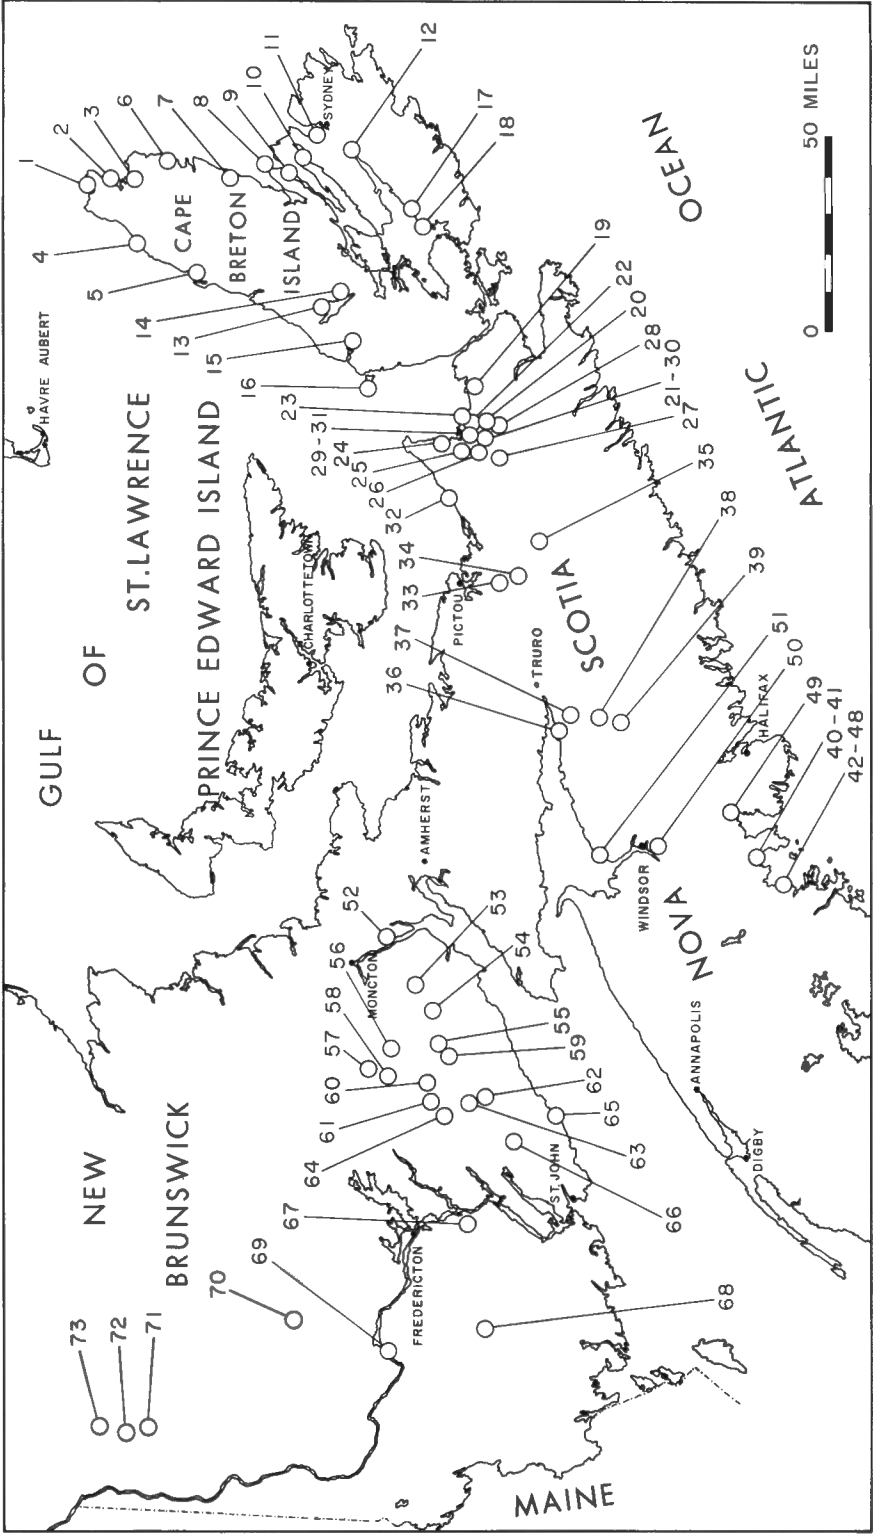 GULF
OF
ST. LAWRENCE
PRINCE EDWARD ISLAND
NEW
BRUNSWICK
MAINE
NOVA
SCOTIA
CAPE
BRETON
ISLAND
ATLANTIC
OCEAN
HAVRE AUBERT
CHARLOTTETOWN
SYDNEY
PICTOU
TRURO
AMHERST
MONCTON
HALIFAX
WINDSOR
ANNAPOLIS
DIGBY
ST. JOHN
FREDERICTON
0
50 MILES
1
2
3
4
5
6
7
8
9
10
11
12
13
14
15
16
17
18
19
22
20
28
21-30
27
23
29-31
24
25
26
32
33
34
35
36
37
38
39
51
50
49
40-41
42-48
52
53
54
55
56
57
58
59
60
61
62
63
64
65
66
67
68
69
70
71
72
73